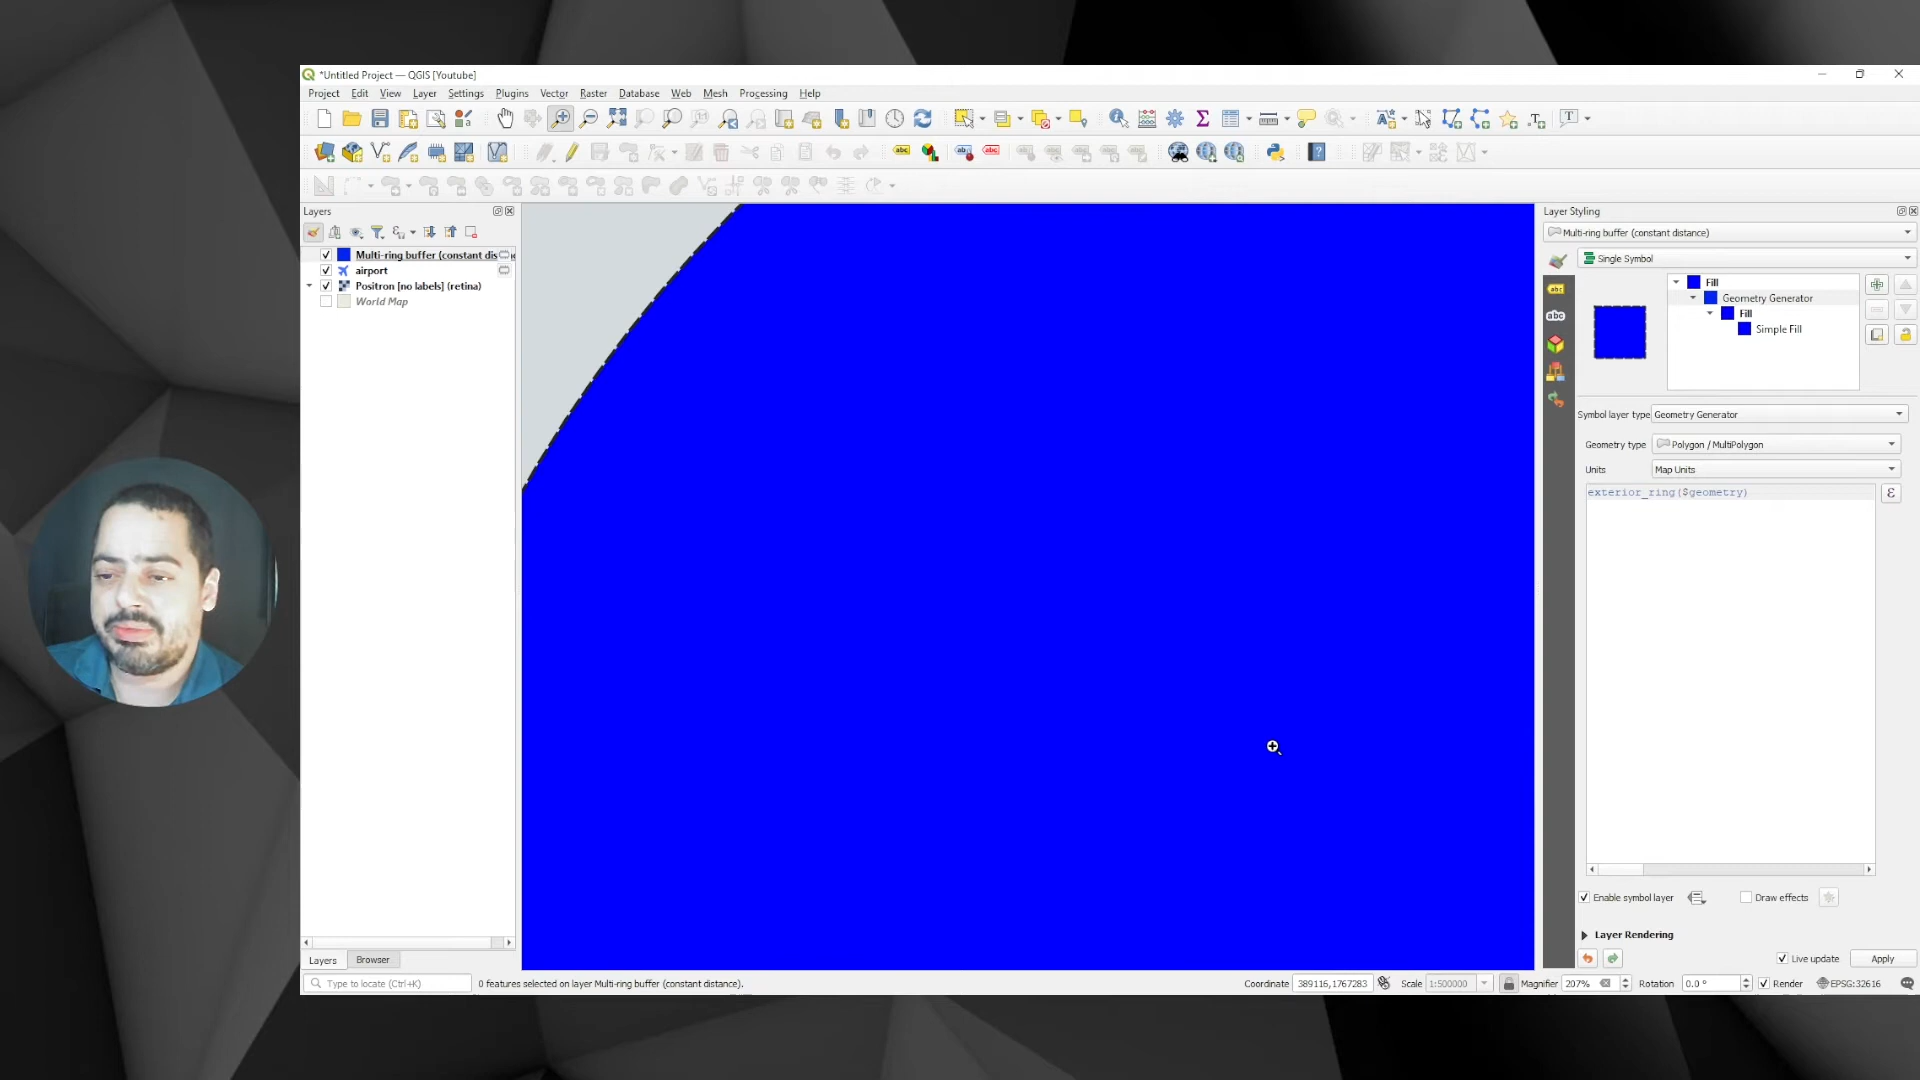 *Untitled Project — QGIS [Youtube]
Project Edit View Layer Settings Plugins Vector Raster Database Web Mesh Processing Help
Layers
Multi-ring buffer (constant dis
airport
Positron [no labels] (retina)
World Map
Layers Browser
Type to locate (Ctrl+K)
0 features selected on layer Multi-ring buffer (constant distance).
Coordinate 389116,1767283
Scale 1:500000
Magnifier 207%
Rotation 0.0 °
Render
EPSG:32616
Layer Styling
Multi-ring buffer (constant distance)
Single Symbol
Fill
Geometry Generator
Fill
Simple Fill
Symbol layer type Geometry Generator
Geometry type Polygon / MultiPolygon
Units Map Units
exterior_ring($geometry)
ε
Enable symbol layer
Draw effects
Layer Rendering
Live update
Apply